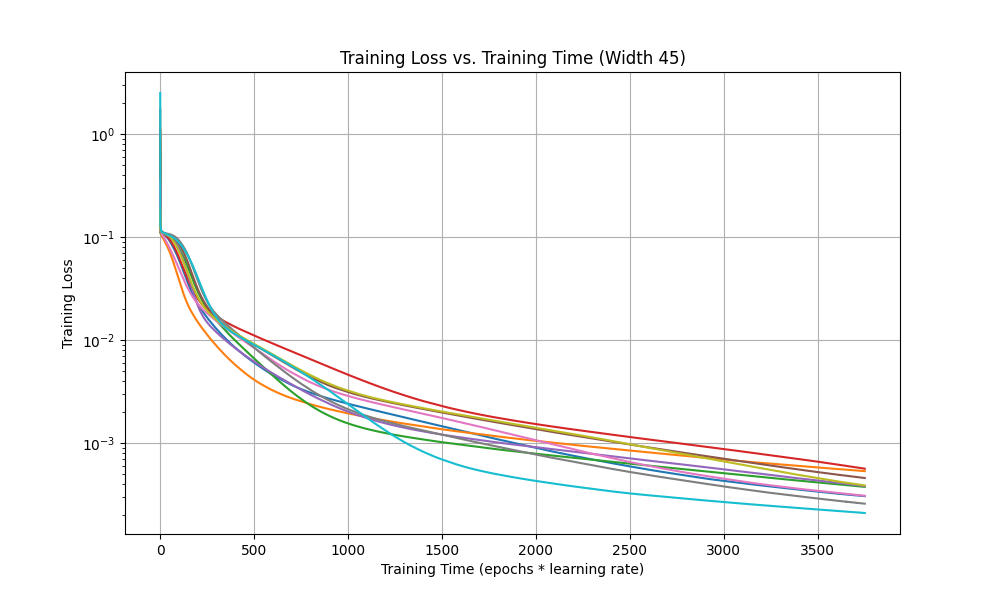 Training Loss vs. Training Time (Width 45)
Training Loss
10⁰
10⁻¹
10⁻²
10⁻³
0 500 1000 1500 2000 2500 3000 3500
Training Time (epochs * learning rate)